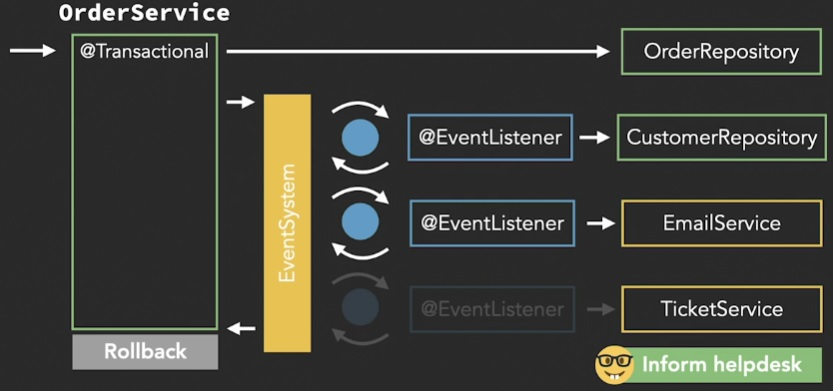 OrderService
@Transactional
OrderRepository
@EventListener
CustomerRepository
EventSystem
@EventListener
EmailService
@EventListener
TicketService
Rollback
Inform helpdesk